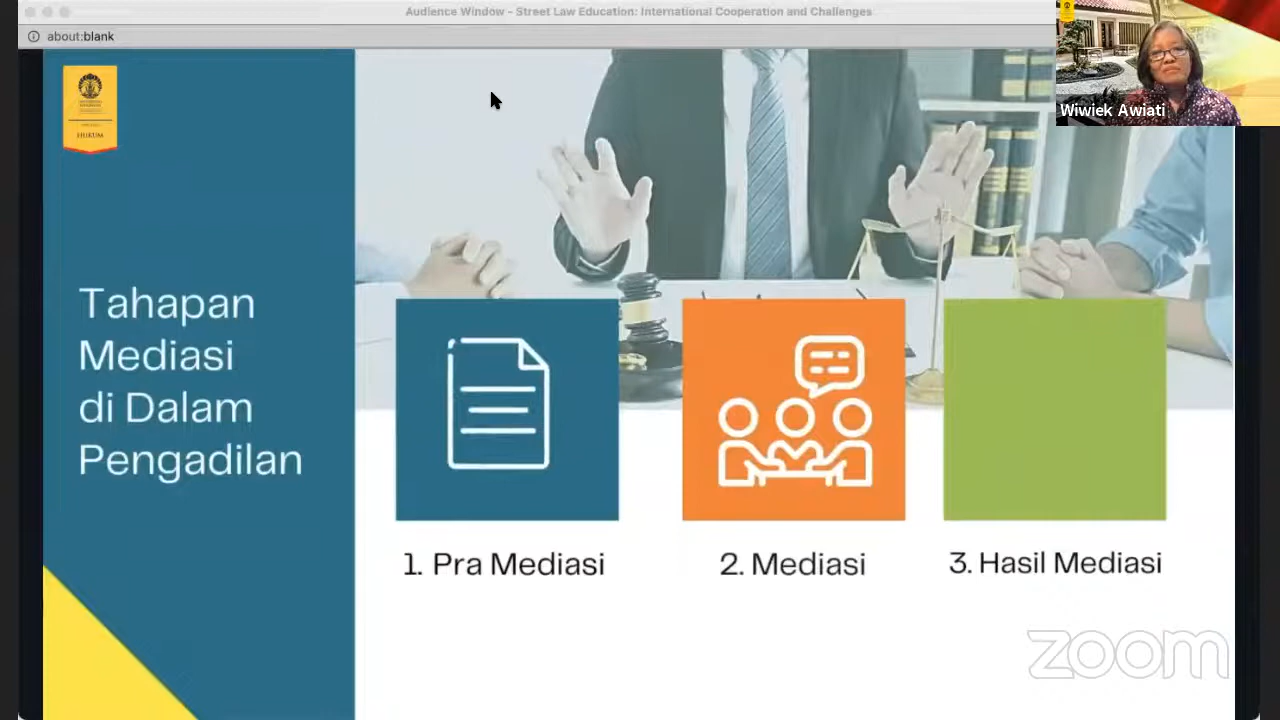 Audience Window - Street Law Education: International Cooperation and Challenges
about:blank
Wiwiek Awiati
HUKUM
Tahapan
Mediasi
di Dalam
Pengadilan
1. Pra Mediasi
2. Mediasi
3. Hasil Mediasi
zoom